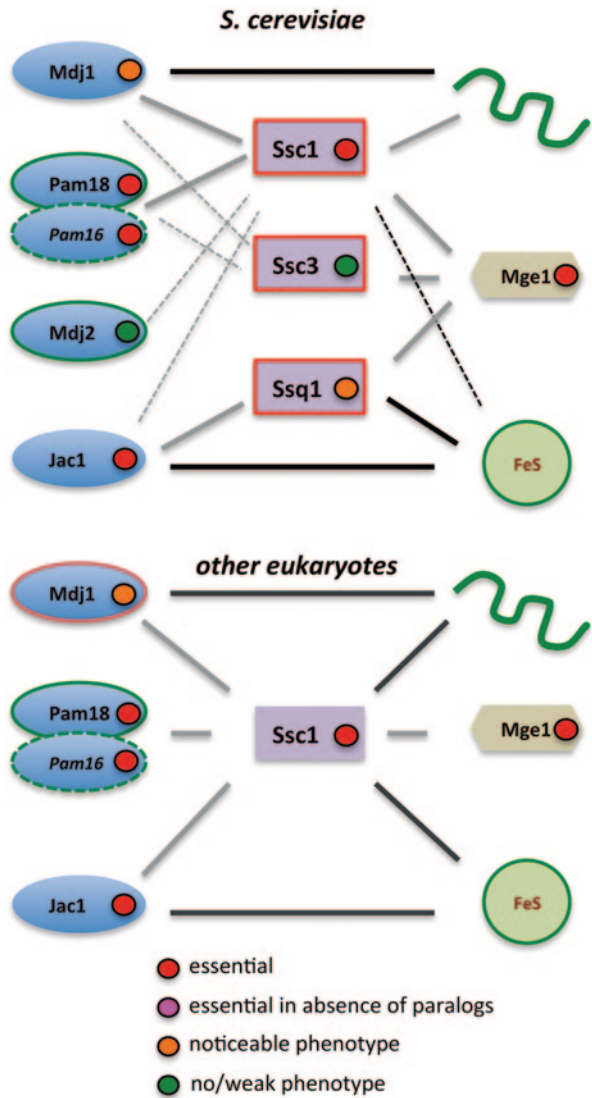 S. cerevisiae
Mdj1
Ssc1
Pam18
Pam16
Ssc3
Mge1
Mdj2
Ssq1
Jac1
FeS
other eukaryotes
Mdj1
Pam18
Ssc1
Mge1
Pam16
Jac1
FeS
essential
essential in absence of paralogs
noticeable phenotype
no/weak phenotype